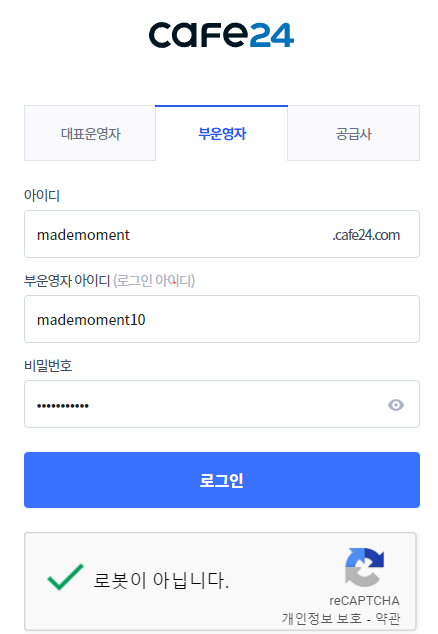 cafe24
대표운영자 부운영자 공급사
아이디
mademoment .cafe24.com
부운영자 아이디 (로그인 아이디)
mademoment10
비밀번호
•••••••••••
로그인
로봇이 아닙니다.
reCAPTCHA
개인정보 보호 - 약관